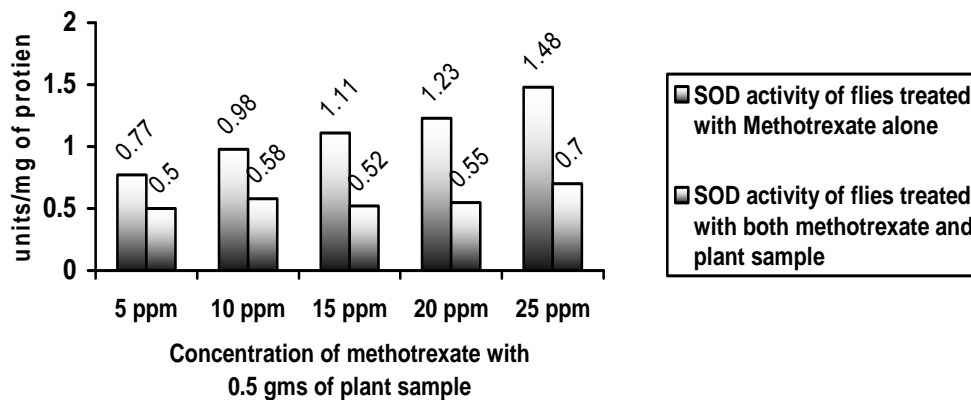 units/mg of protien
2
1.5
1
0.5
0
0.77
0.5
0.98
0.58
1.11
0.52
1.23
0.55
1.48
0.7
5 ppm
10 ppm
15 ppm
20 ppm
25 ppm
Concentration of methotrexate with
0.5 gms of plant sample
SOD activity of flies treated
with Methotrexate alone
SOD activity of flies treated
with both methotrexate and
plant sample